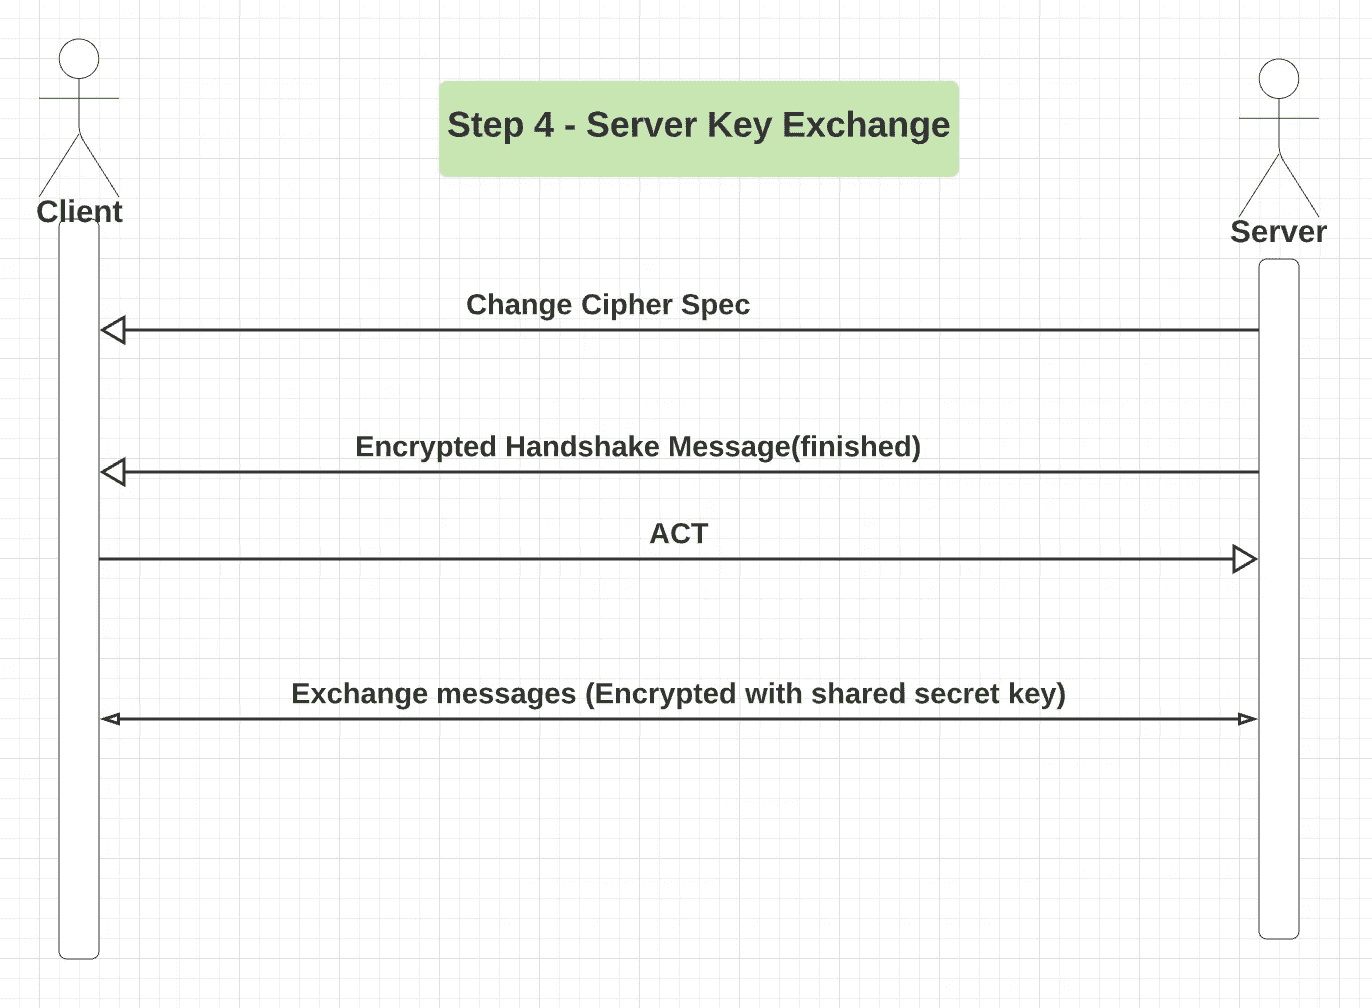 Step 4 - Server Key Exchange
Client
Server
Change Cipher Spec
Encrypted Handshake Message(finished)
ACT
Exchange messages (Encrypted with shared secret key)